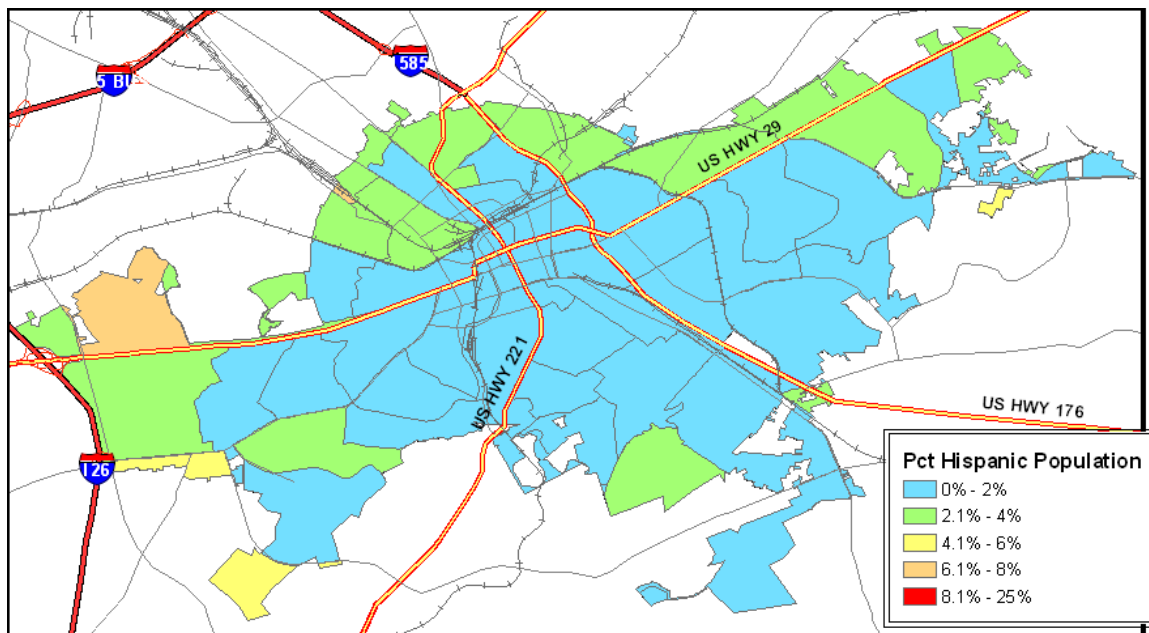 585
5 BU
US HWY 29
US HWY 221
US HWY 176
126
Pct Hispanic Population
0% - 2%
2.1% - 4%
4.1% - 6%
6.1% - 8%
8.1% - 25%